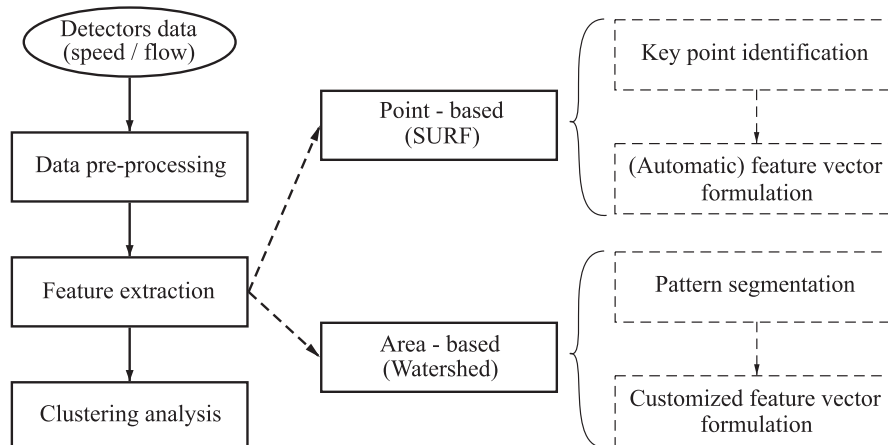 Detectors data
(speed / flow)
Data pre-processing
Feature extraction
Clustering analysis
Point - based
(SURF)
Area - based
(Watershed)
Key point identification
(Automatic) feature vector
formulation
Pattern segmentation
Customized feature vector
formulation